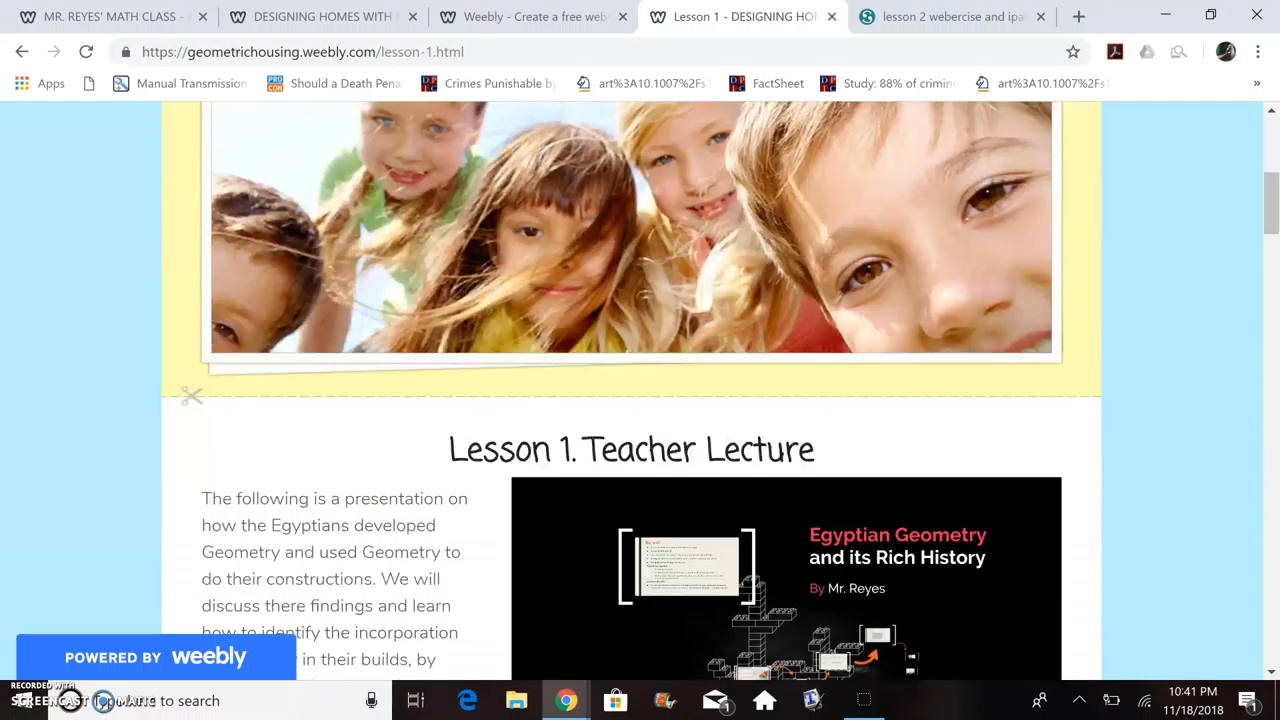 MR. REYES' MATH CLASS -
DESIGNING HOMES WITH
Weebly - Create a free web
Lesson 1 - DESIGNING HO
lesson 2 webercise and ipa
https://geometrichousing.weebly.com/lesson-1.html
Apps
Manual Transmission
Should a Death Pena
Crimes Punishable by
art%3A10.1007%2Fs1
FactSheet
Study: 88% of crimin
art%3A10.1007%2Fs1
»
Lesson 1. Teacher Lecture
The following is a presentation on
how the Egyptians developed
Geometry and used Geometry to
do their constructions. We will
discuss there findings and learn
how to identify the incorporation
in their builds, by
Egyptian Geometry
and its Rich History
By Mr. Reyes
POWERED
weebly
RECORDED WITH
SCREENCAST MATIC
to search
1
10:41 PM
11/18/2018
1